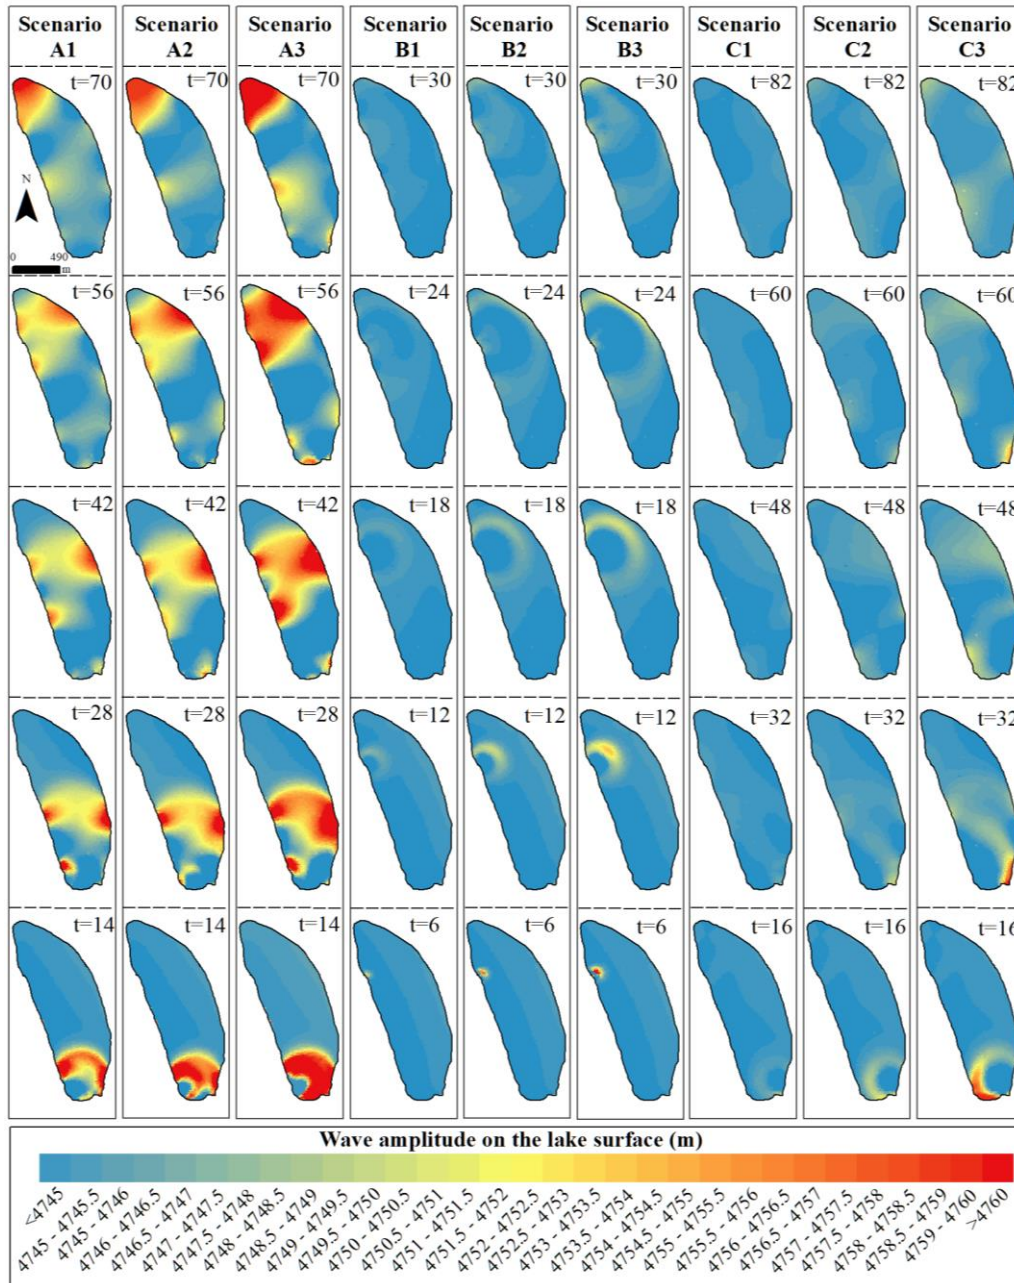 Scenario Scenario Scenario Scenario Scenario Scenario Scenario Scenario Scenario
A1 A2 A3 B1 B2 B3 C1 C2 C3
t=70 t=70 t=70 t=30 t=30 t=30 t=82 t=82 t=82
N
0 490
m
t=56 t=56 t=56 t=24 t=24 t=24 t=60 t=60 t=60
t=42 t=42 t=42 t=18 t=18 t=18 t=48 t=48 t=48
t=28 t=28 t=28 t=12 t=12 t=12 t=32 t=32 t=32
t=14 t=14 t=14 t=6 t=6 t=6 t=16 t=16 t=16
Wave amplitude on the lake surface (m)
<4745
4745 - 4745.5
4745.5 - 4746
4746 - 4746.5
4746.5 - 4747
4747 - 4747.5
4747.5 - 4748
4748 - 4748.5
4748.5 - 4749
4749 - 4749.5
4749.5 - 4750
4750 - 4750.5
4750.5 - 4751
4751 - 4751.5
4751.5 - 4752
4752 - 4752.5
4752.5 - 4753
4753 - 4753.5
4753.5 - 4754
4754 - 4754.5
4754.5 - 4755
4755 - 4755.5
4755.5 - 4756
4756 - 4756.5
4756.5 - 4757
4757 - 4757.5
4757.5 - 4758
4758 - 4758.5
4758.5 - 4759
4759 - 4760
>4760